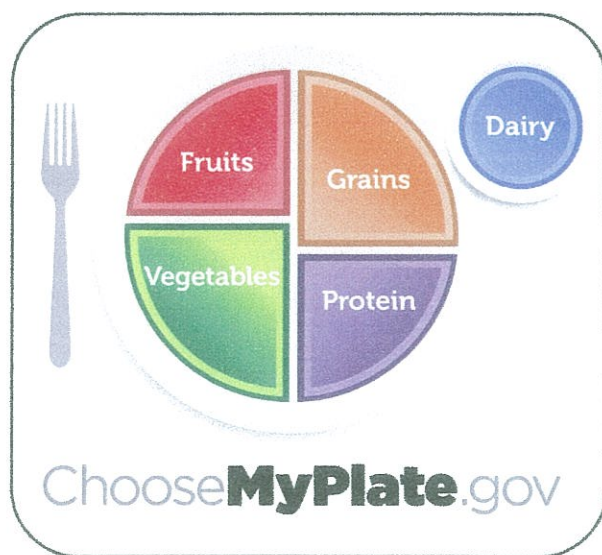 Dairy
Fruits
Grains
Vegetables
Protein
ChooseMyPlate.gov